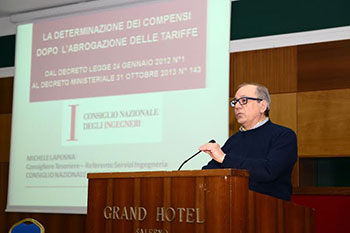 LA DETERMINAZIONE DEI COMPENSI
DOPO L'ABROGAZIONE DELLE TARIFFE
DAL DECRETO LEGGE 24 GENNAIO 2012 N°1
AL DECRETO MINISTERIALE 31 OTTOBRE 2013 N° 143
CONSIGLIO NAZIONALE
DEGLI INGEGNERI
MICHELE LAPENNA
Consigliere Tesoriere – Referente Servizi Ingegneria
CONSIGLIO NAZIONALE
GRAND HOTEL
SALERNO